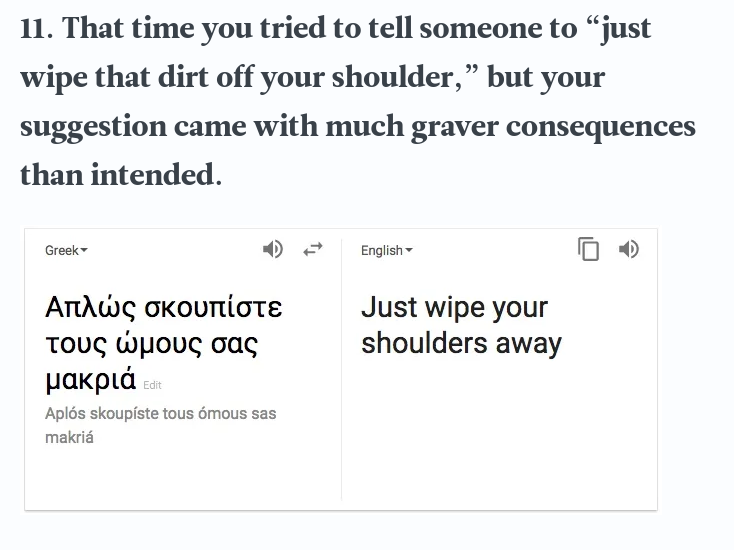 11. That time you tried to tell someone to “just
wipe that dirt off your shoulder,” but your
suggestion came with much graver consequences
than intended.
Greek
English
Απλώς σκουπίστε
τους ώμους σας
μακριά Edit
Aplós skoupíste tous ómous sas
makriá
Just wipe your
shoulders away